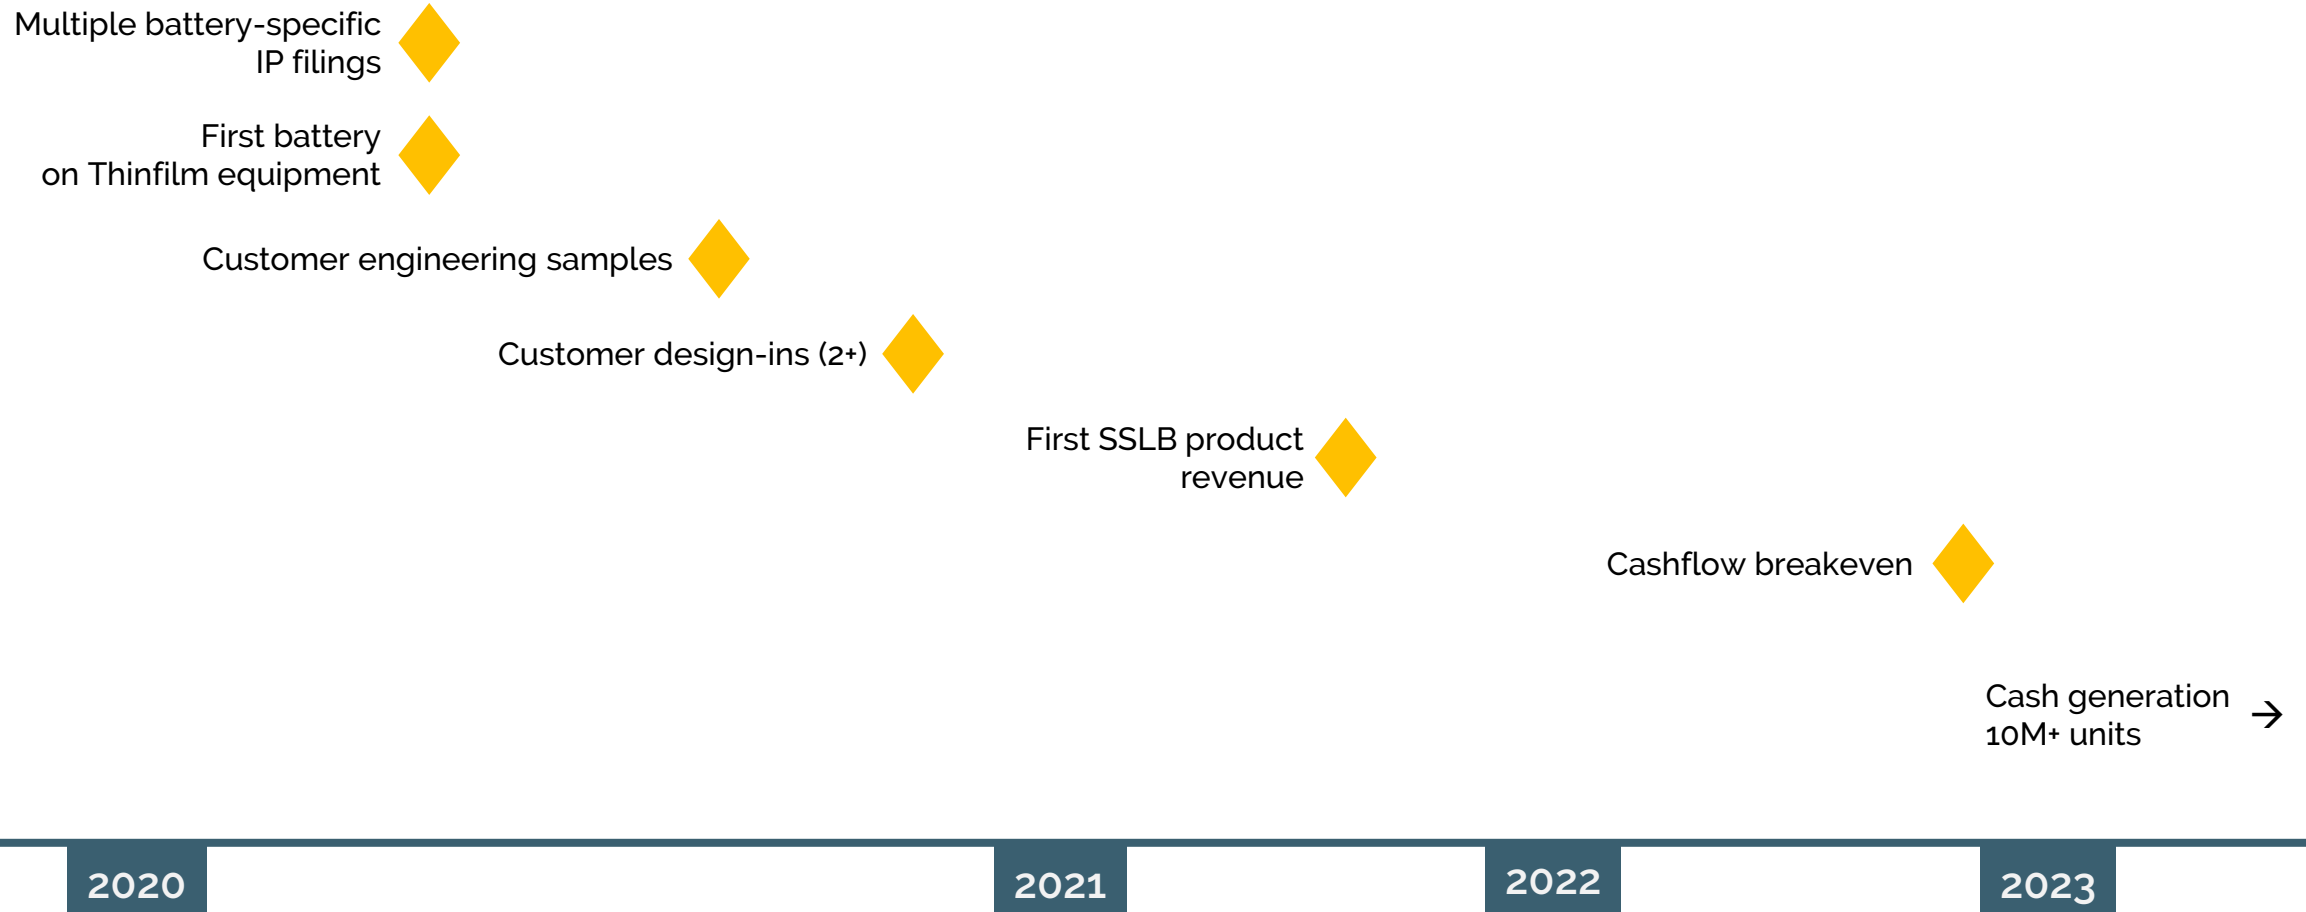 Multiple battery-specific
IP filings
First battery
on Thinfilm equipment
Customer engineering samples
Customer design-ins (2+)
First SSLB product
revenue
Cashflow breakeven
Cash generation →
10M+ units
2020
2021
2022
2023